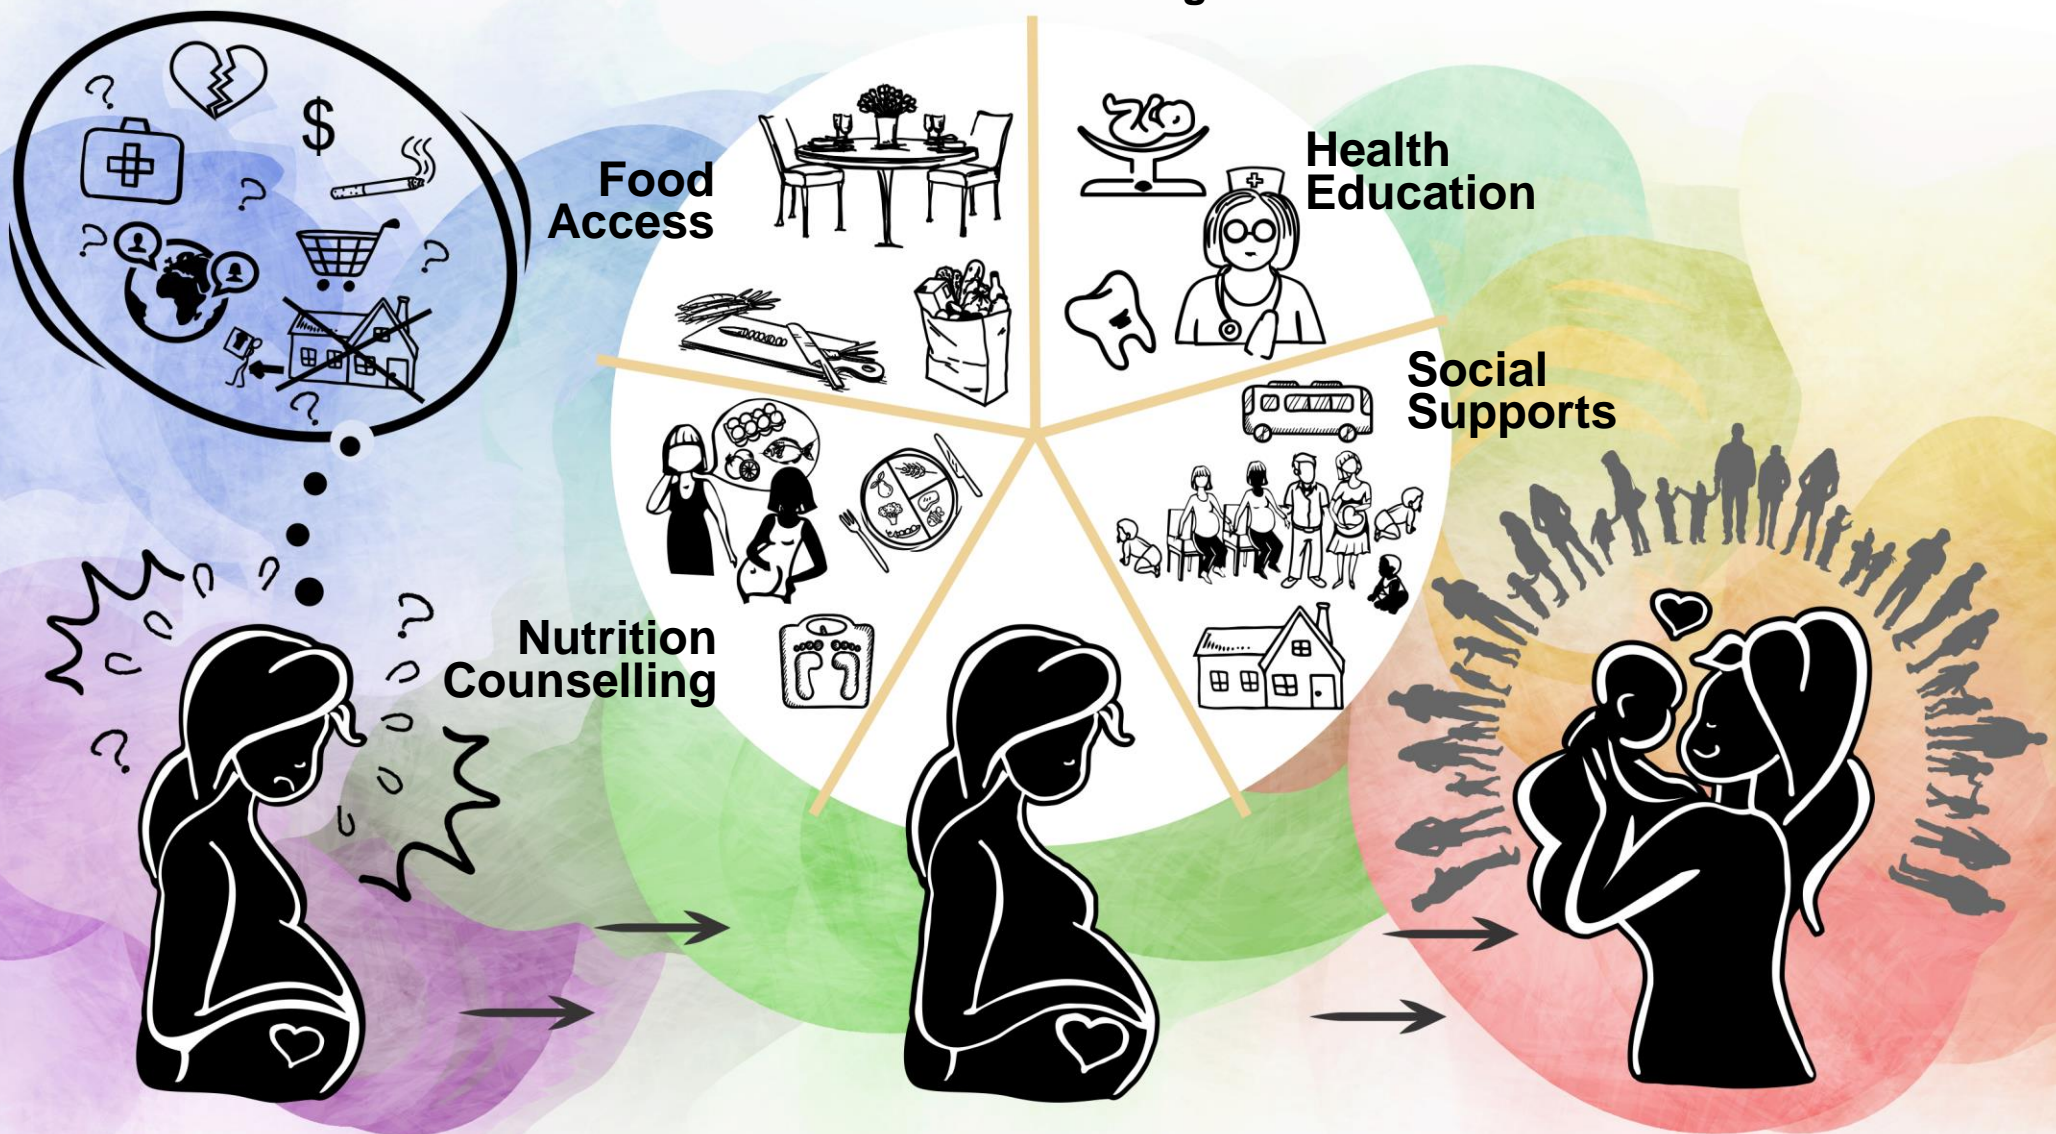 Food
Access
Health
Education
Social
Supports
Nutrition
Counselling
$